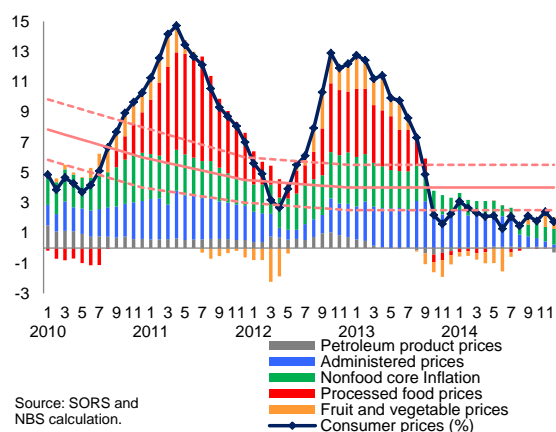 15
13
11
9
7
5
3
1
-1
-3
1 3 5 7 9 11 1 3 5 7 9 11 1 3 5 7 9 11 1 3 5 7 9 11 1 3 5 7 9 11
2010 2011 2012 2013 2014
Petroleum product prices
Administered prices
Nonfood core Inflation
Processed food prices
Fruit and vegetable prices
Consumer prices (%)
Source: SORS and
NBS calculation.